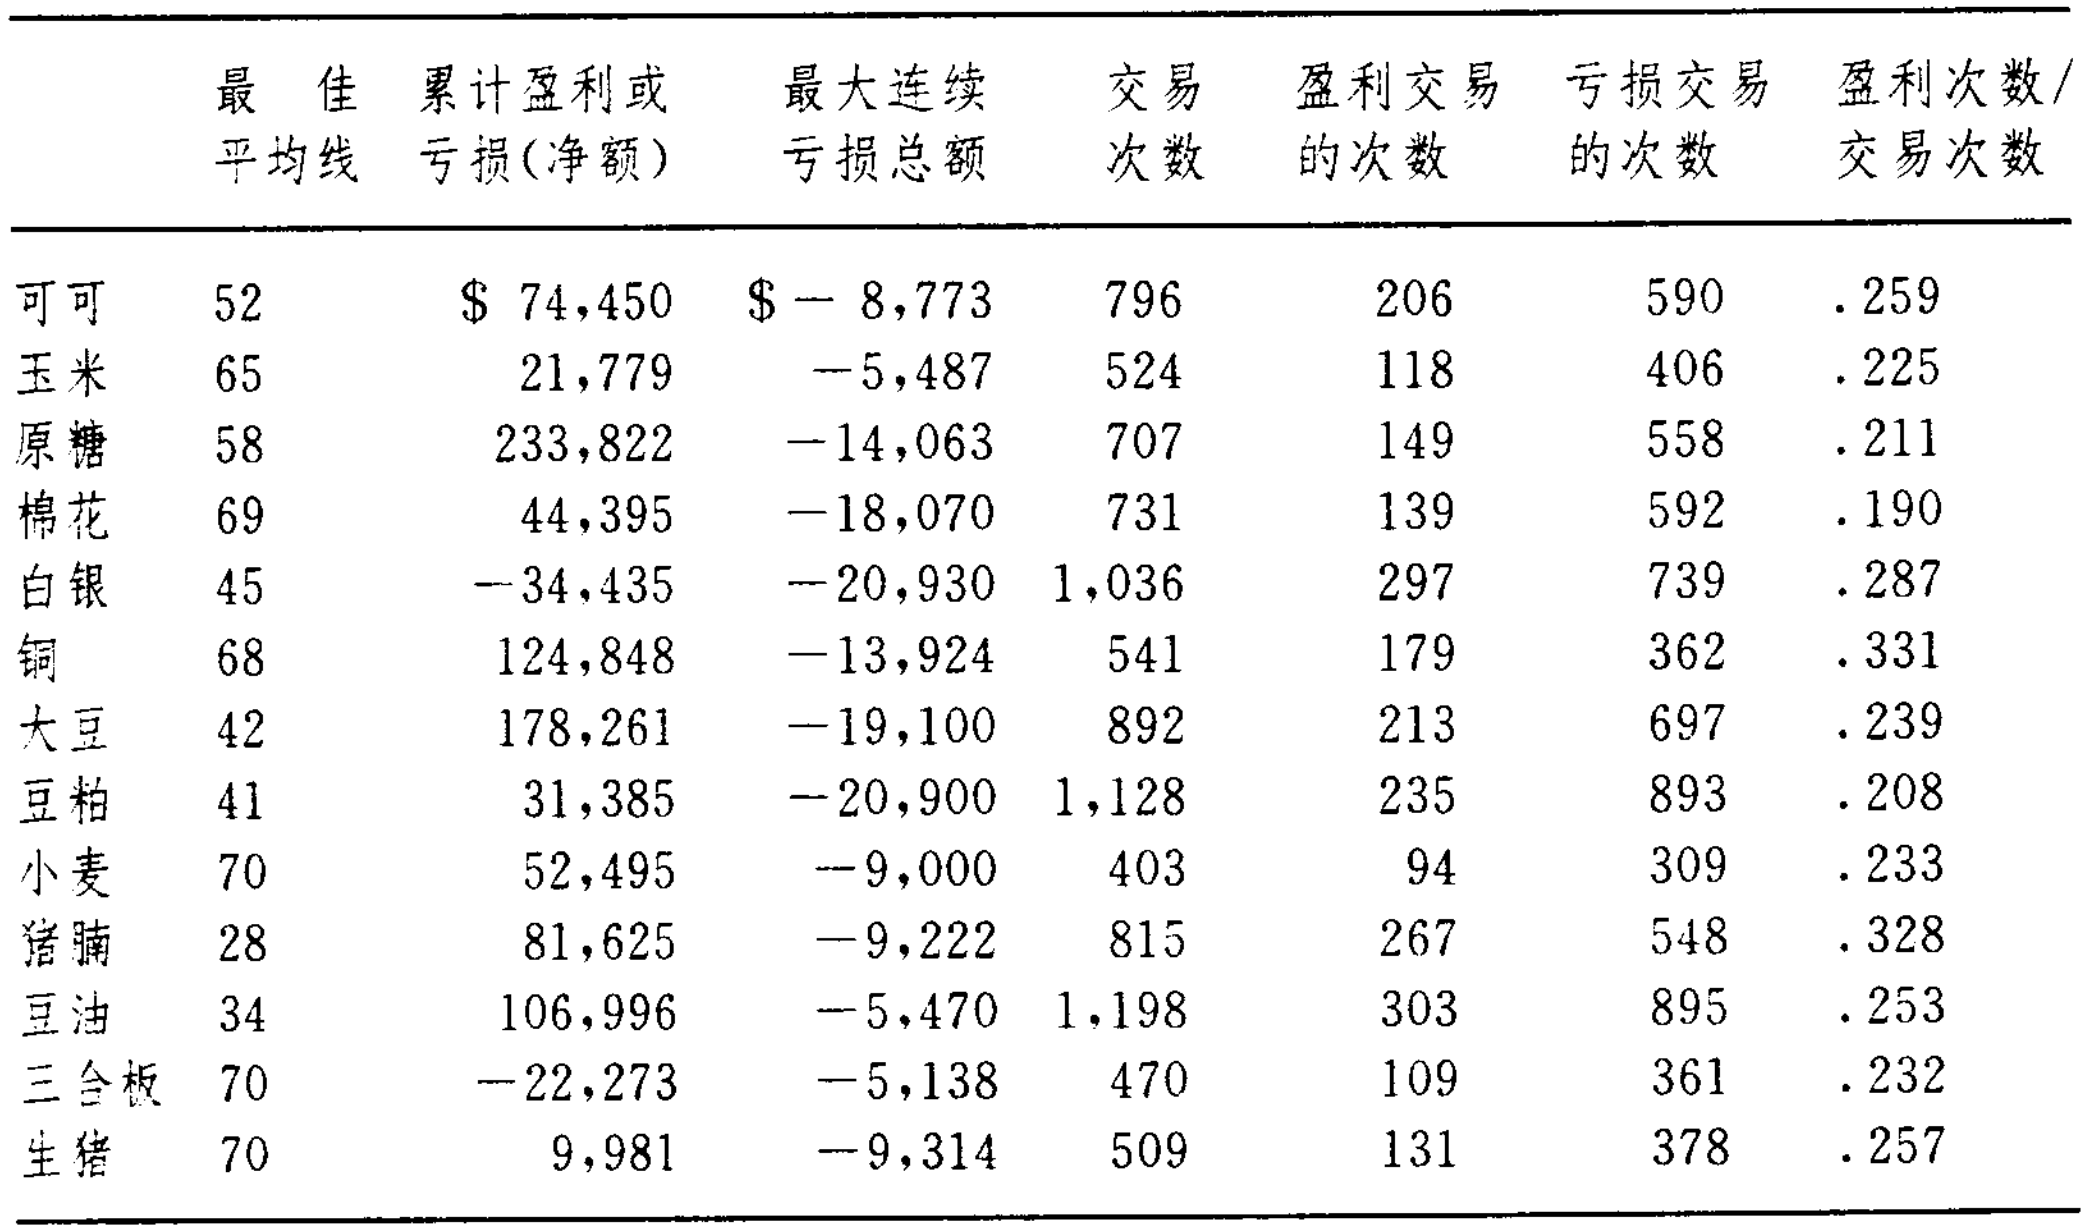 最 佳 累计盈利或 最大连续 交易 盈利交易 亏损交易 盈利次数/
平均线 亏损(净额) 亏损总额 次数 的次数 的次数 交易次数
可可 52 $ 74,450 $－ 8,773 796 206 590 .259
玉米 65 21,779 －5,487 524 118 406 .225
原糖 58 233,822 －14,063 707 149 558 .211
棉花 69 44,395 －18,070 731 139 592 .190
白银 45 －34,435 －20,930 1,036 297 739 .287
铜 68 124,848 －13,924 541 179 362 .331
大豆 42 178,261 －19,100 892 213 697 .239
豆粕 41 31,385 －20,900 1,128 235 893 .208
小麦 70 52,495 －9,000 403 94 309 .233
猪腩 28 81,625 －9,222 815 267 548 .328
豆油 34 106,996 －5,470 1,198 303 895 .253
三合板 70 －22,273 －5,138 470 109 361 .232
生猪 70 9,981 －9,314 509 131 378 .257